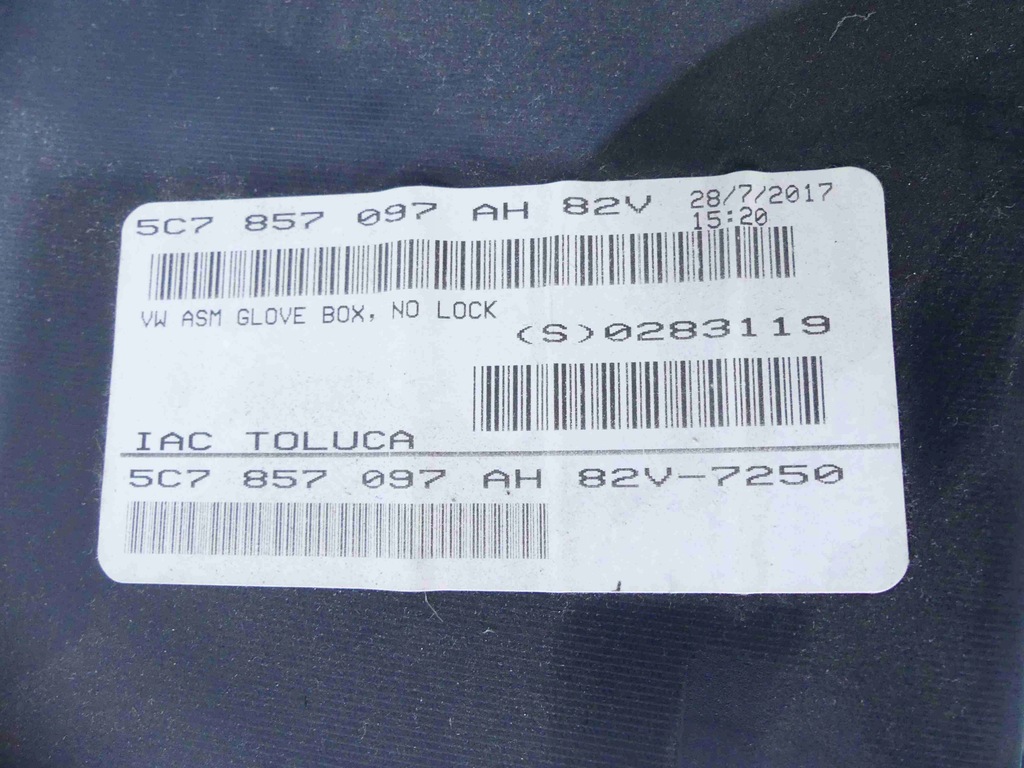 5C7 857 097 AH 82V 28/7/2017
15:20
VW ASM GLOVE BOX, NO LOCK
(S)0283119
IAC TOLUCA
5C7 857 097 AH 82V-7250